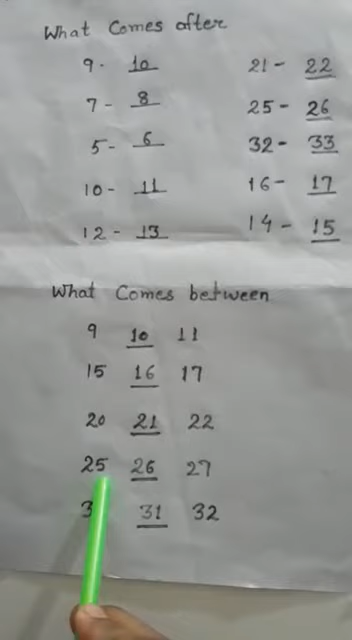 What Comes after
9- 10 21- 22
7- 8 25- 26
5- 6 32- 33
10- 11 16- 17
12- 13 14- 15
What Comes between
9 10 11
15 16 17
20 21 22
25 26 27
31 32